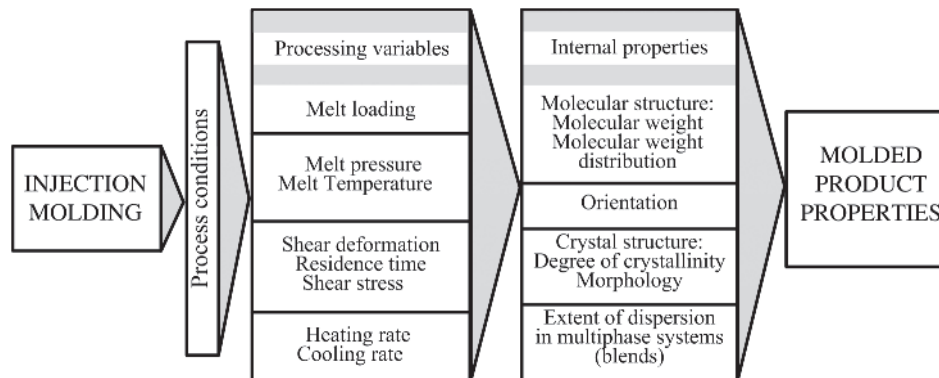 INJECTION
MOLDING
Process conditions
Processing variables
Melt loading
Melt pressure
Melt Temperature
Shear deformation
Residence time
Shear stress
Heating rate
Cooling rate
Internal properties
Molecular structure:
Molecular weight
Molecular weight
distribution
Orientation
Crystal structure:
Degree of crystallinity
Morphology
Extent of dispersion
in multiphase systems
(blends)
MOLDED
PRODUCT
PROPERTIES